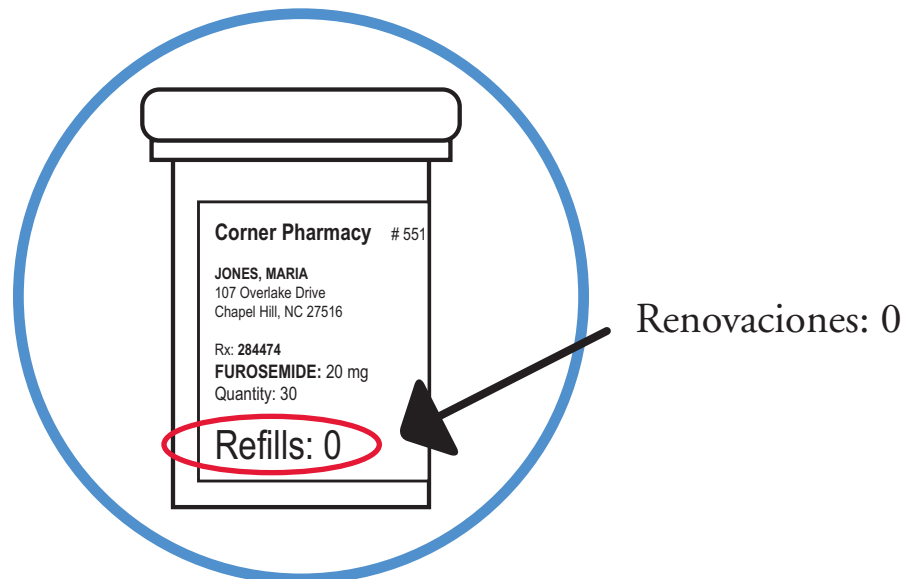 Corner Pharmacy # 551
JONES, MARIA
107 Overlake Drive
Chapel Hill, NC 27516
Rx: 284474
FUROSEMIDE: 20 mg
Quantity: 30
Refills: 0
Renovaciones: 0